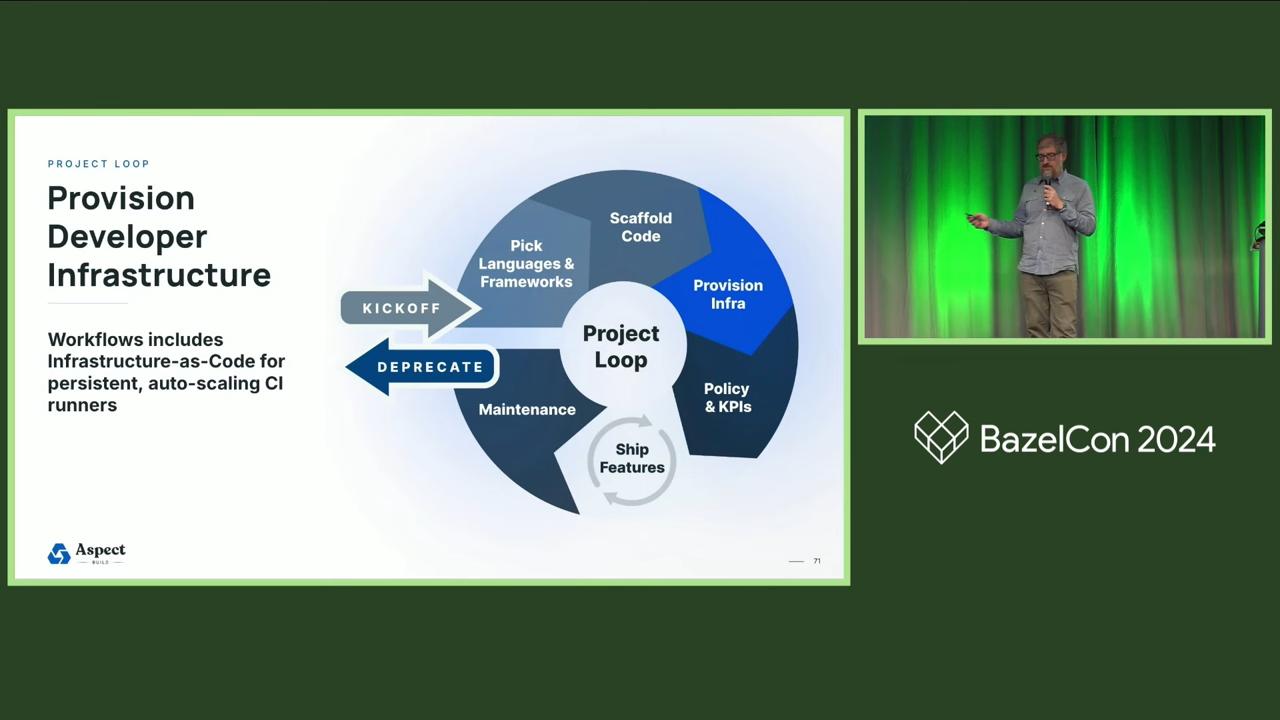 PROJECT LOOP
Provision
Developer
Infrastructure
Workflows includes
Infrastructure-as-Code for
persistent, auto-scaling CI
runners
KICKOFF
DEPRECATE
Pick
Languages &
Frameworks
Scaffold
Code
Provision
Infra
Project
Loop
Policy
& KPIs
Ship
Features
Maintenance
Aspect
BUILD
71
BazelCon 2024